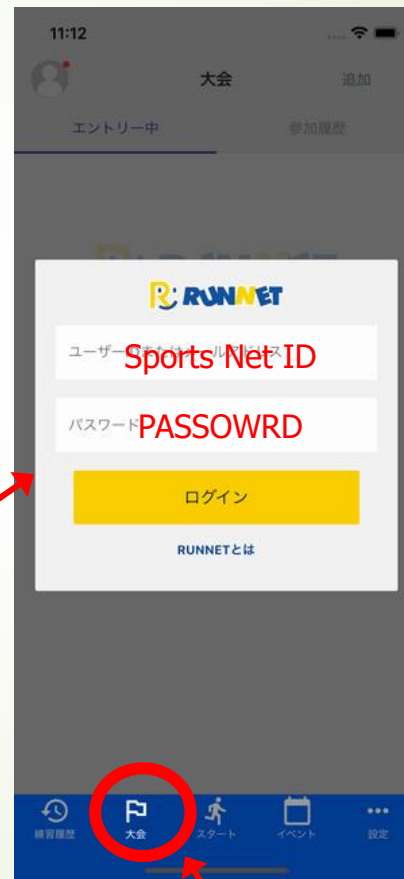 11:12
大会
追加
エントリー中
参加履歴
RUNNET
Sports Net ID
PASSOWRD
パスワード
ログイン
RUNNETとは
練習履歴
大会
スタート
イベント
設定